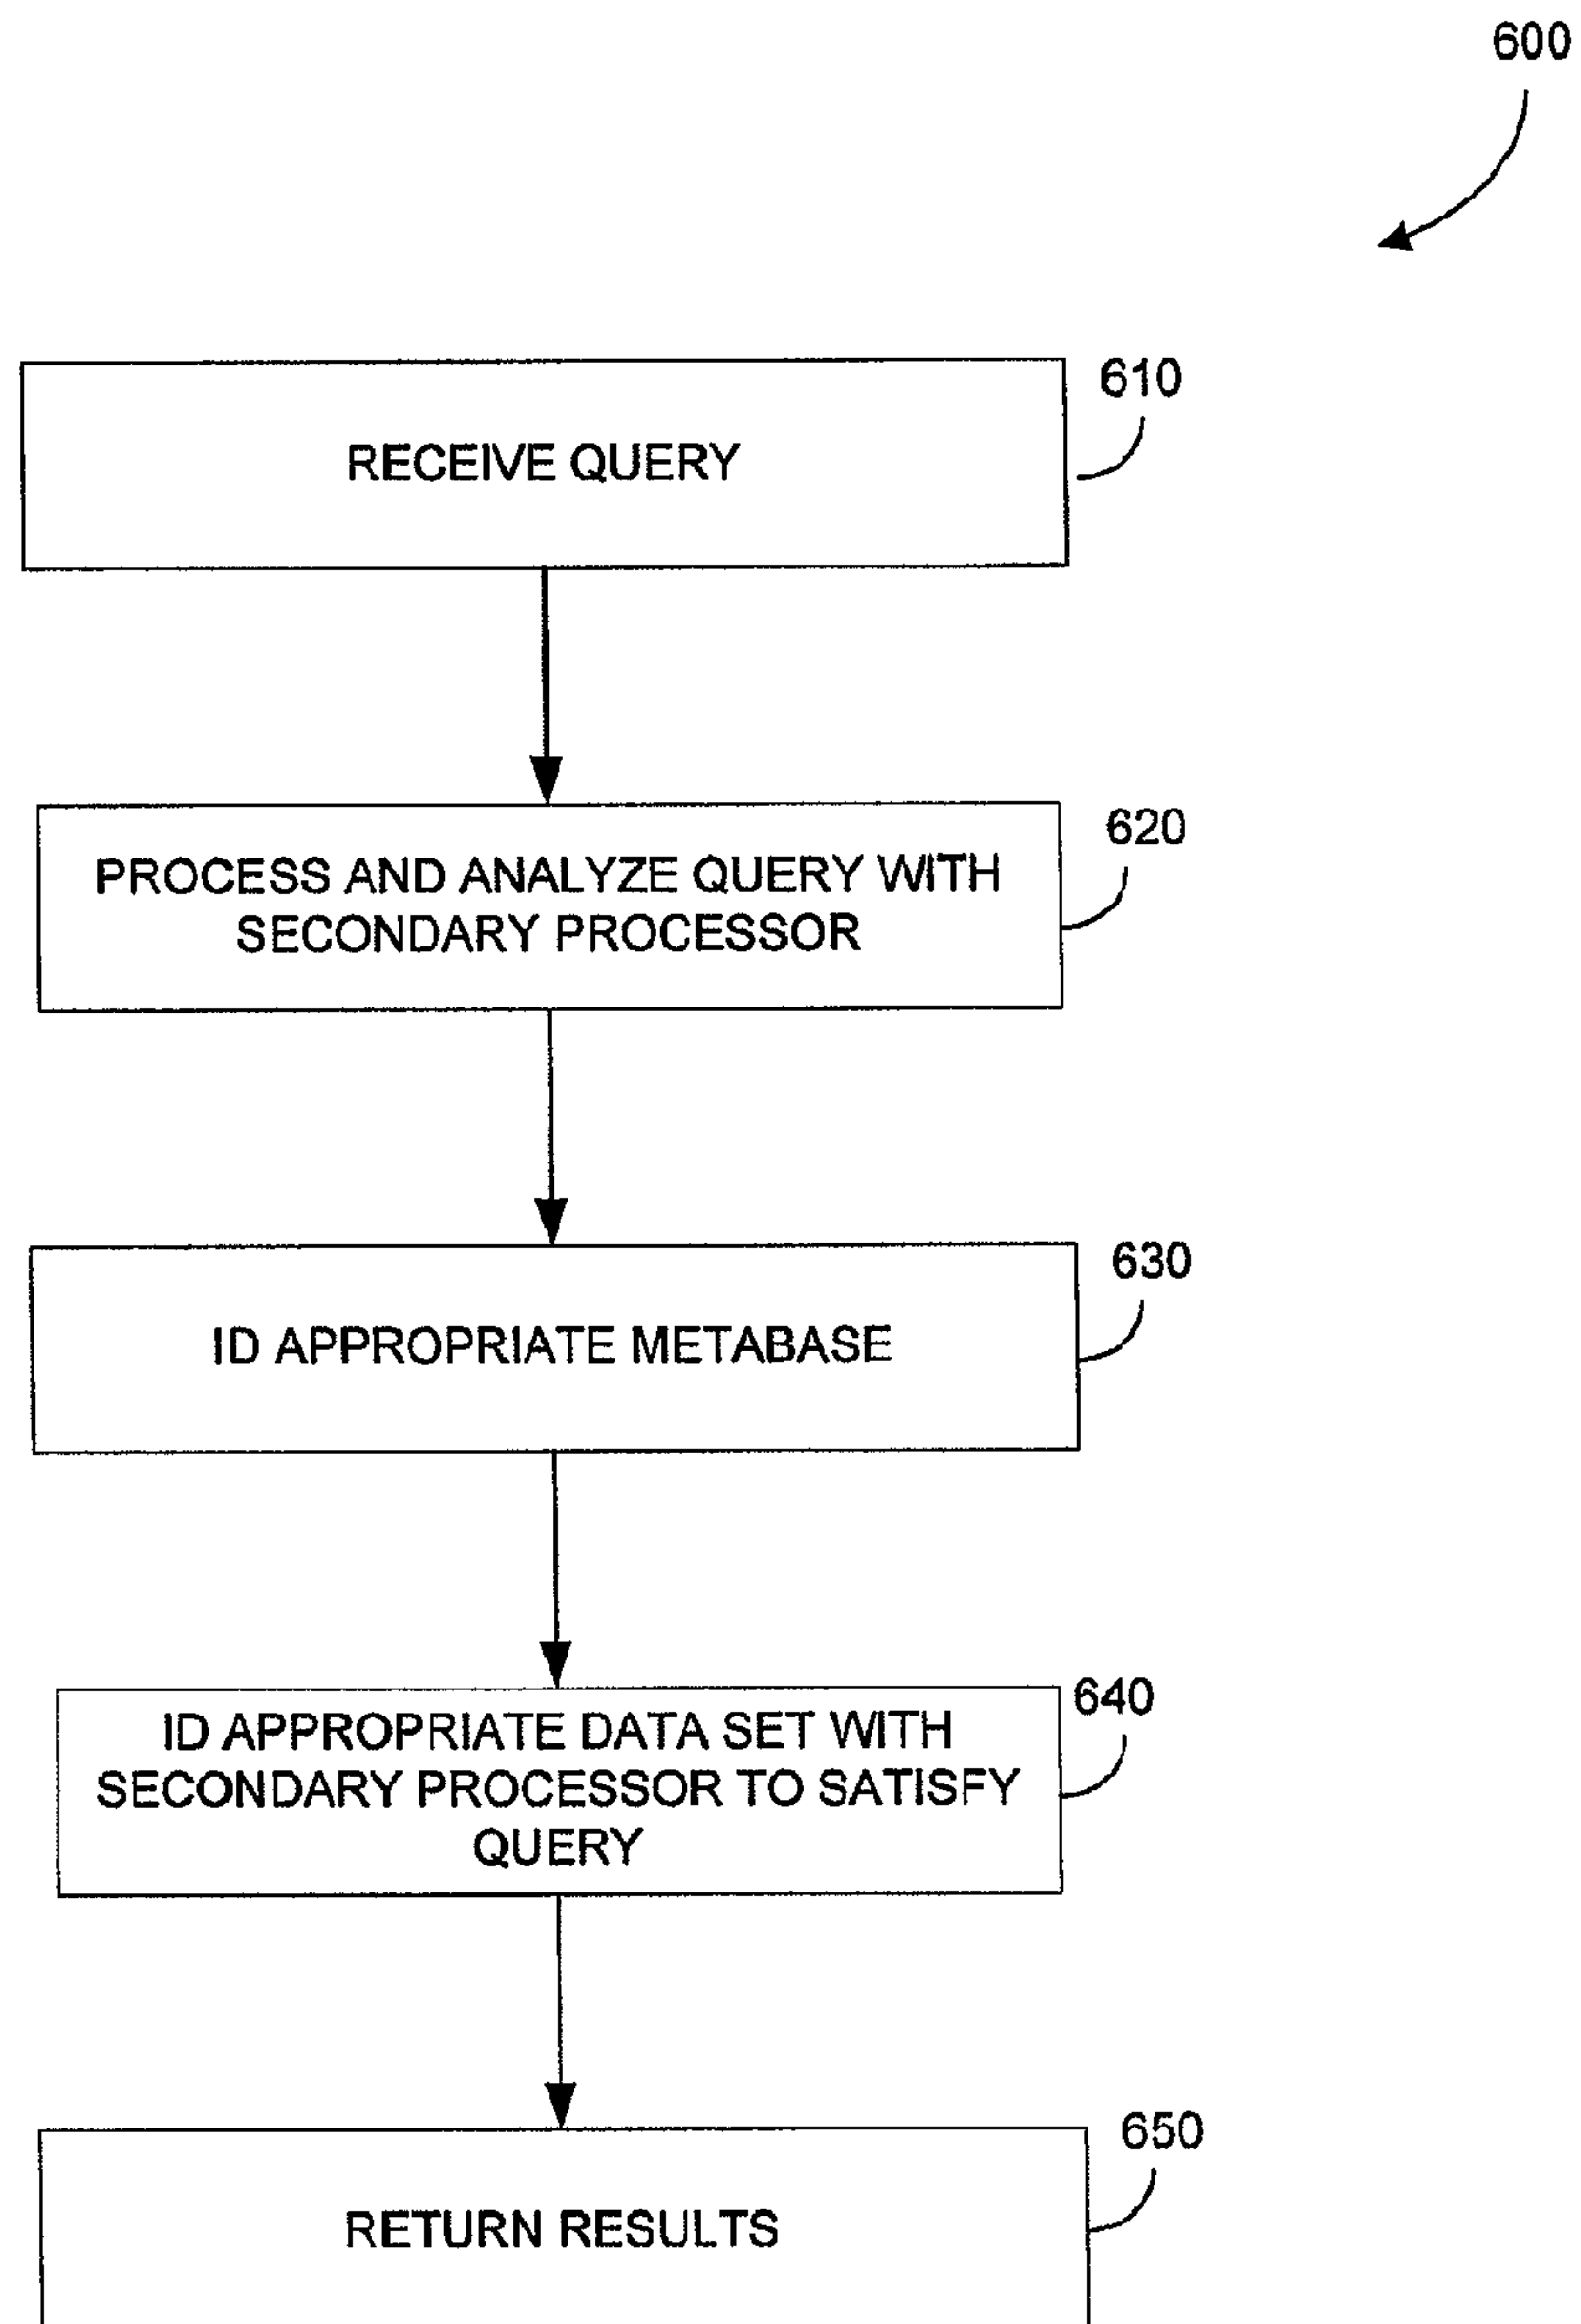 600
610
RECEIVE QUERY
620
PROCESS AND ANALYZE QUERY WITH
SECONDARY PROCESSOR
630
ID APPROPRIATE METABASE
640
ID APPROPRIATE DATA SET WITH
SECONDARY PROCESSOR TO SATISFY
QUERY
650
RETURN RESULTS